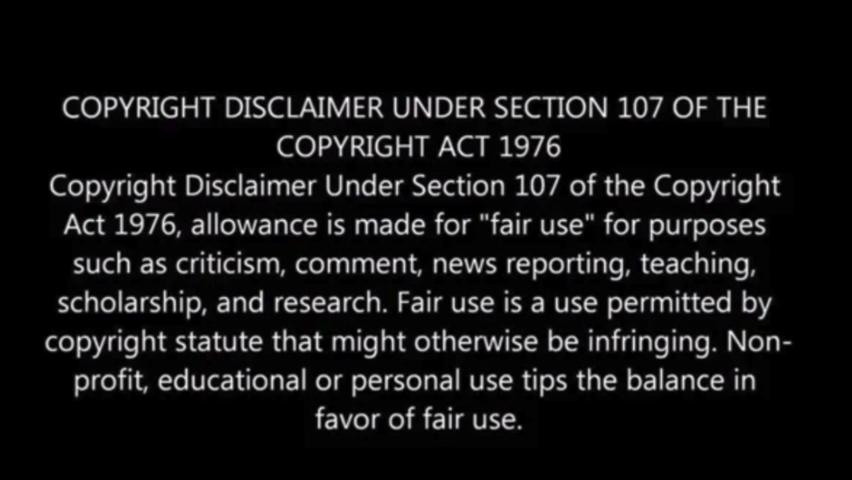 COPYRIGHT DISCLAIMER UNDER SECTION 107 OF THE
COPYRIGHT ACT 1976
Copyright Disclaimer Under Section 107 of the Copyright
Act 1976, allowance is made for "fair use" for purposes
such as criticism, comment, news reporting, teaching,
scholarship, and research. Fair use is a use permitted by
copyright statute that might otherwise be infringing. Non-
profit, educational or personal use tips the balance in
favor of fair use.